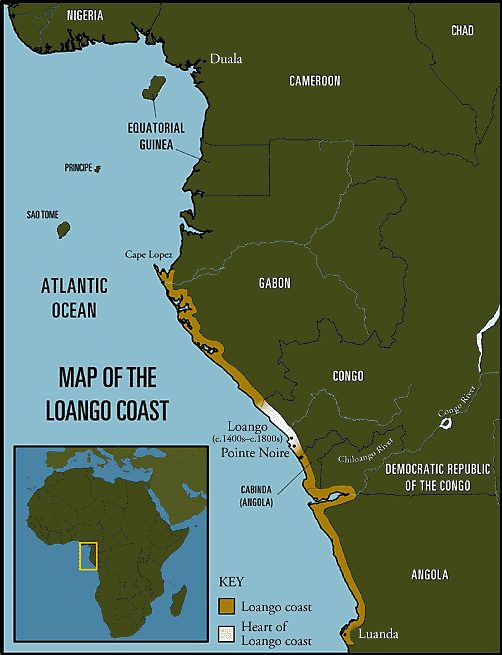 NIGERIA
CHAD
Duala
CAMEROON
EQUATORIAL
GUINEA
PRINCIPE
SAO TOME
Cape Lopez
ATLANTIC
OCEAN
GABON
MAP OF THE
LOANGO COAST
CONGO
Congo River
Loango
(c.1400s–c.1800s)
Pointe Noire
Chiloango River
CABINDA
(ANGOLA)
DEMOCRATIC REPUBLIC
OF THE CONGO
ANGOLA
KEY
Loango coast
Heart of
Loango coast
Luanda